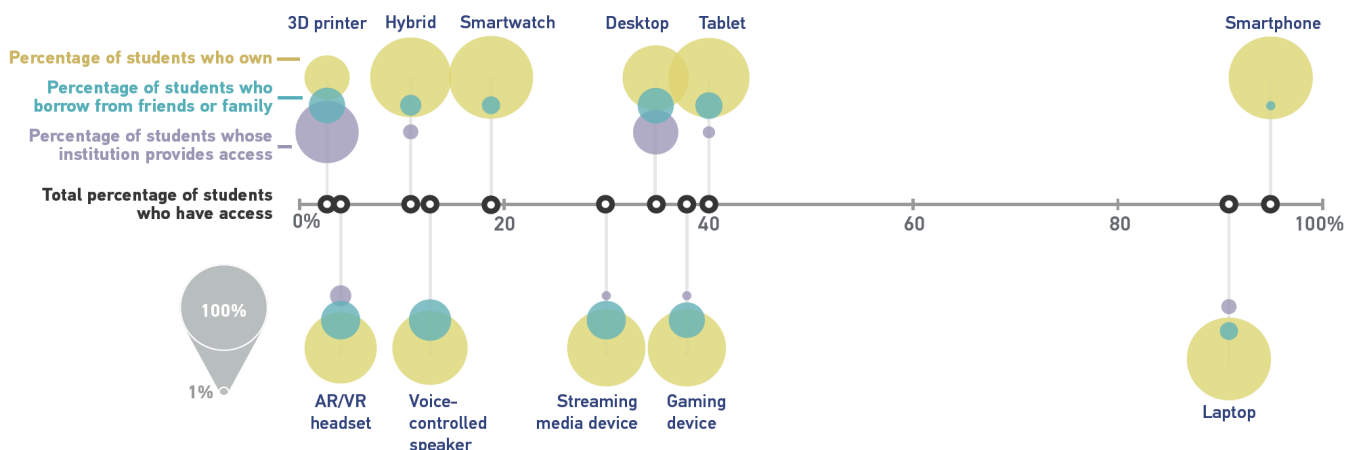 3D printer
Hybrid
Smartwatch
Desktop
Tablet
Smartphone
Percentage of students who own
Percentage of students who
borrow from friends or family
Percentage of students whose
institution provides access
Total percentage of students
who have access
0%
20
40
60
80
100%
100%
1%
AR/VR
headset
Voice-
controlled
speaker
Streaming
media device
Gaming
device
Laptop